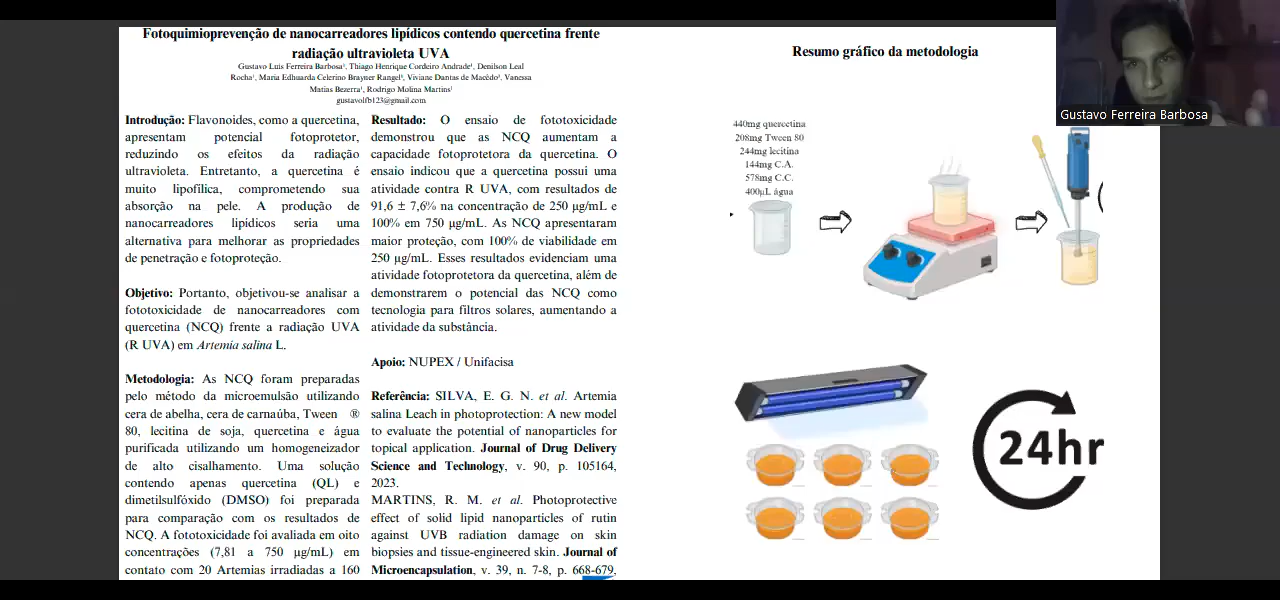 Fotoquimioprevenção de nanocarreadores lipídicos contendo quercetina frente
radiação ultravioleta UVA
Gustavo Luis Ferreira Barbosa¹, Thiago Henrique Cordeiro Andrade¹, Denilson Leal
Rocha¹, Maria Edhuarda Celerino Brayner Rangel¹, Viviane Dantas de Macêdo¹, Vanessa
Matias Bezerra¹, Rodrigo Molina Martins¹
gustavolfb123@gmail.com
Introdução: Flavonoides, como a quercetina,
apresentam potencial fotoprotetor,
reduzindo os efeitos da radiação
ultravioleta. Entretanto, a quercetina é
muito lipofílica, comprometendo sua
absorção na pele. A produção de
nanocarreadores lipídicos seria uma
alternativa para melhorar as propriedades
de penetração e fotoproteção.
Objetivo: Portanto, objetivou-se analisar a
fototoxicidade de nanocarreadores com
quercetina (NCQ) frente a radiação UVA
(R UVA) em Artemia salina L.
Metodologia: As NCQ foram preparadas
pelo método da microemulsão utilizando
cera de abelha, cera de carnaúba, Tween ®
80, lecitina de soja, quercetina e água
purificada utilizando um homogeneizador
de alto cisalhamento. Uma solução
contendo apenas quercetina (QL) e
dimetilsulfóxido (DMSO) foi preparada
para comparação com os resultados de
NCQ. A fototoxicidade foi avaliada em oito
concentrações (7,81 a 750 µg/mL) em
contato com 20 Artemias irradiadas a 160
Resultado: O ensaio de fototoxicidade
demonstrou que as NCQ aumentam a
capacidade fotoprotetora da quercetina. O
ensaio indicou que a quercetina possui uma
atividade contra R UVA, com resultados de
91,6 ± 7,6% na concentração de 250 µg/mL e
100% em 750 µg/mL. As NCQ apresentaram
maior proteção, com 100% de viabilidade em
250 µg/mL. Esses resultados evidenciam uma
atividade fotoprotetora da quercetina, além de
demonstrarem o potencial das NCQ como
tecnologia para filtros solares, aumentando a
atividade da substância.
Apoio: NUPEX / Unifacisa
Referência: SILVA, E. G. N. et al. Artemia
salina Leach in photoprotection: A new model
to evaluate the potential of nanoparticles for
topical application. Journal of Drug Delivery
Science and Technology, v. 90, p. 105164,
2023.
MARTINS, R. M. et al. Photoprotective
effect of solid lipid nanoparticles of rutin
against UVB radiation damage on skin
biopsies and tissue-engineered skin. Journal of
Microencapsulation, v. 39, n. 7-8, p. 668-679,
Resumo gráfico da metodologia
440mg quercetina
208mg Tween 80
244mg lecitina
144mg C.A.
578mg C.C.
400µL água
24hr
Gustavo Ferreira Barbosa